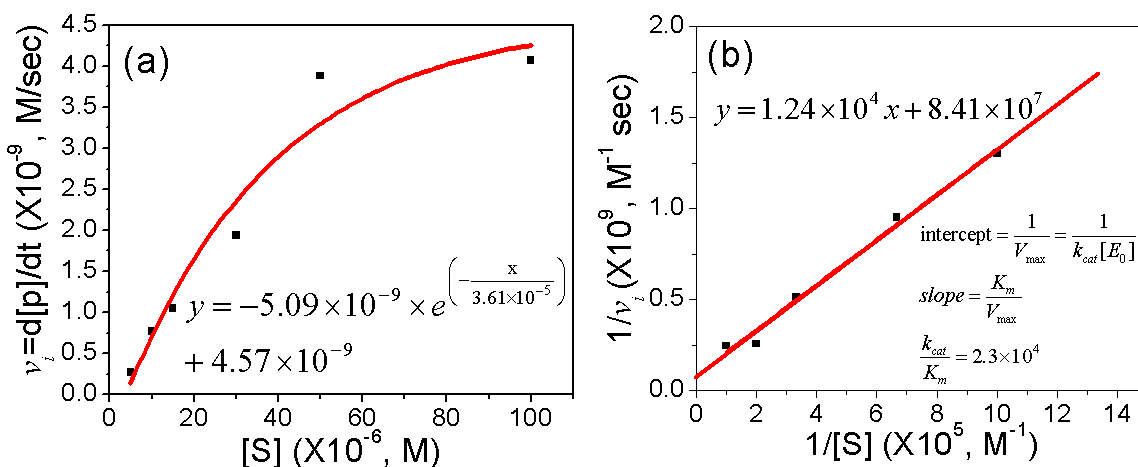 (a)
4.5
4.0
3.5
3.0
2.5
2.0
1.5
1.0
0.5
0.0
v_i=d[p]/dt (X10^-9, M/sec)
y = −5.09×10^−9 × e^(−x/3.61×10^−5)
+ 4.57×10^−9
0 20 40 60 80 100
[S] (X10^-6, M)
(b)
2.0
1.5
1.0
0.5
0.0
1/v_i (X10^9, M^-1 sec)
y = 1.24×10^4 x + 8.41×10^7
intercept = 1/V_max = 1/k_cat[E_0]
slope = K_m/V_max
k_cat/K_m = 2.3×10^4
0 2 4 6 8 10 12 14
1/[S] (X10^5, M^-1)